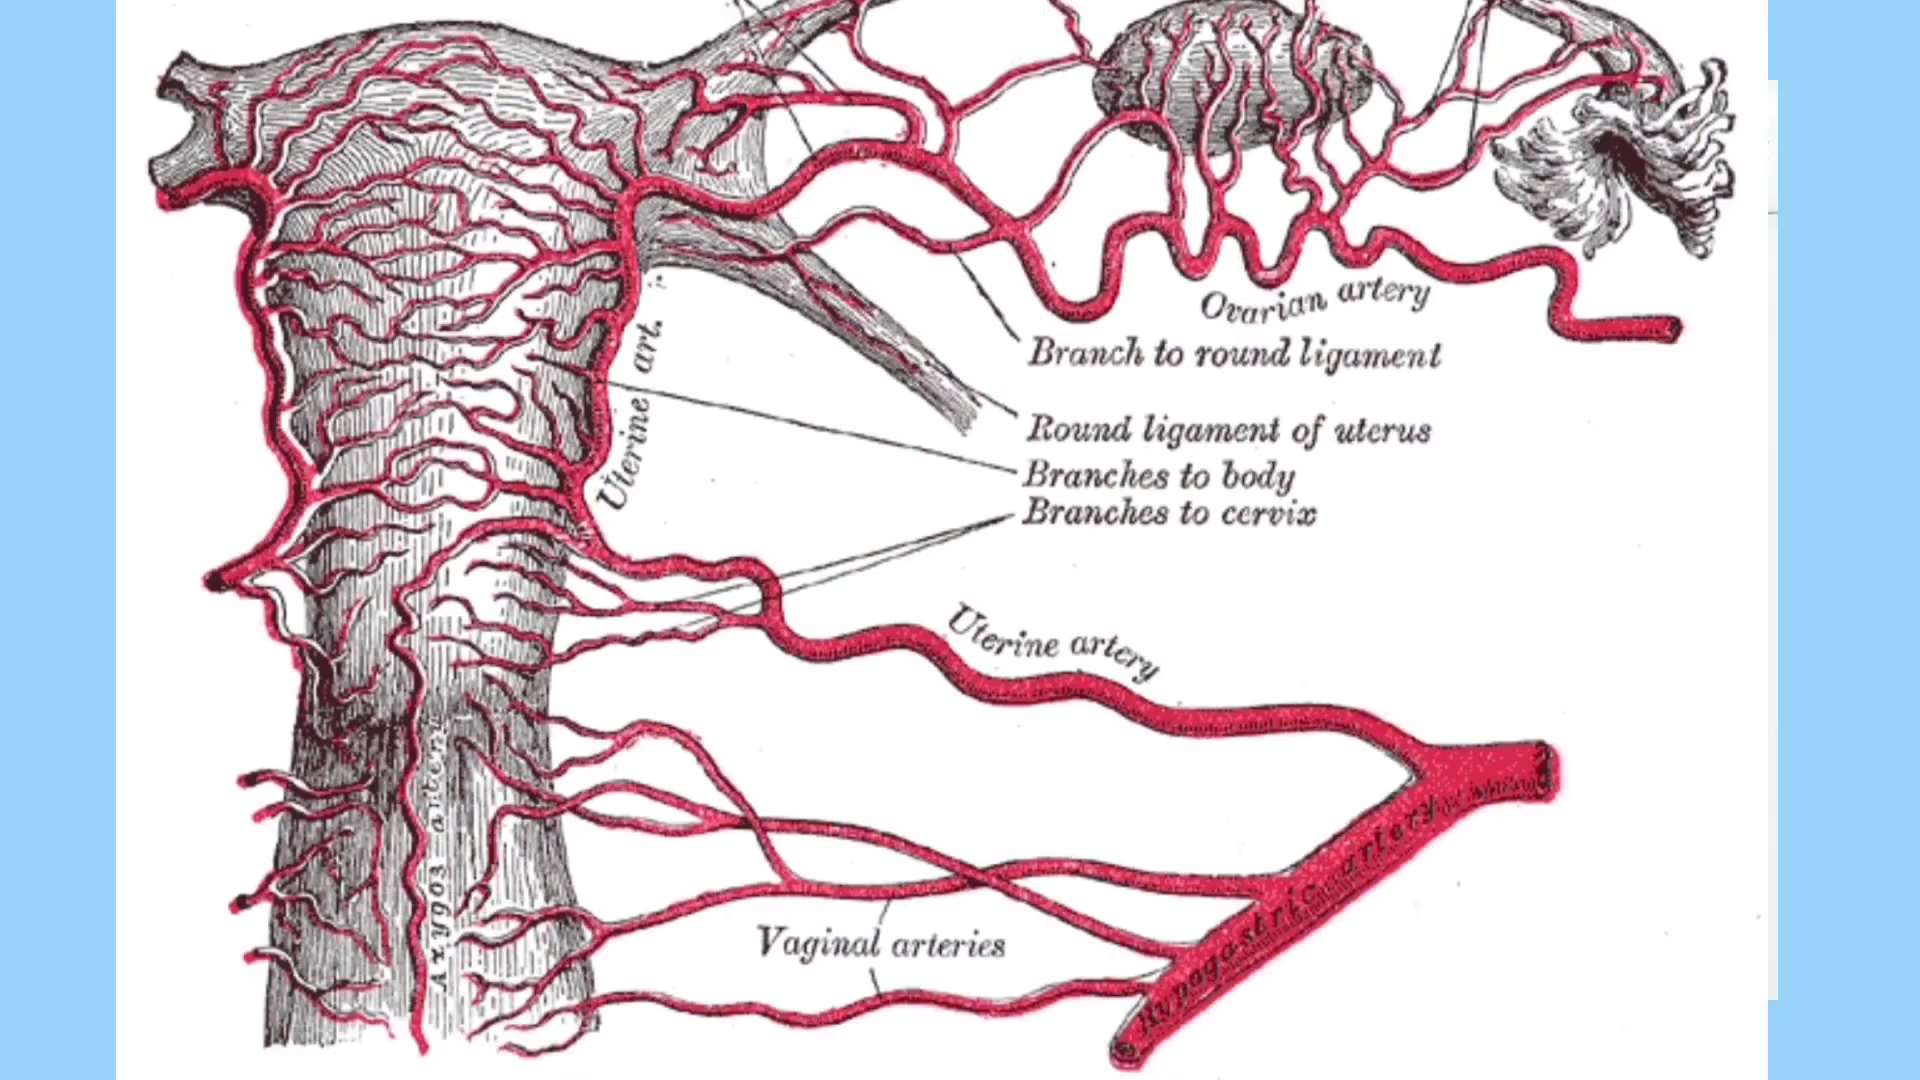 Ovarian artery
Branch to round ligament
Uterine art.
Round ligament of uterus
Branches to body
Branches to cervix
Uterine artery
Azygos artery
Hypogastric artery
Vaginal arteries